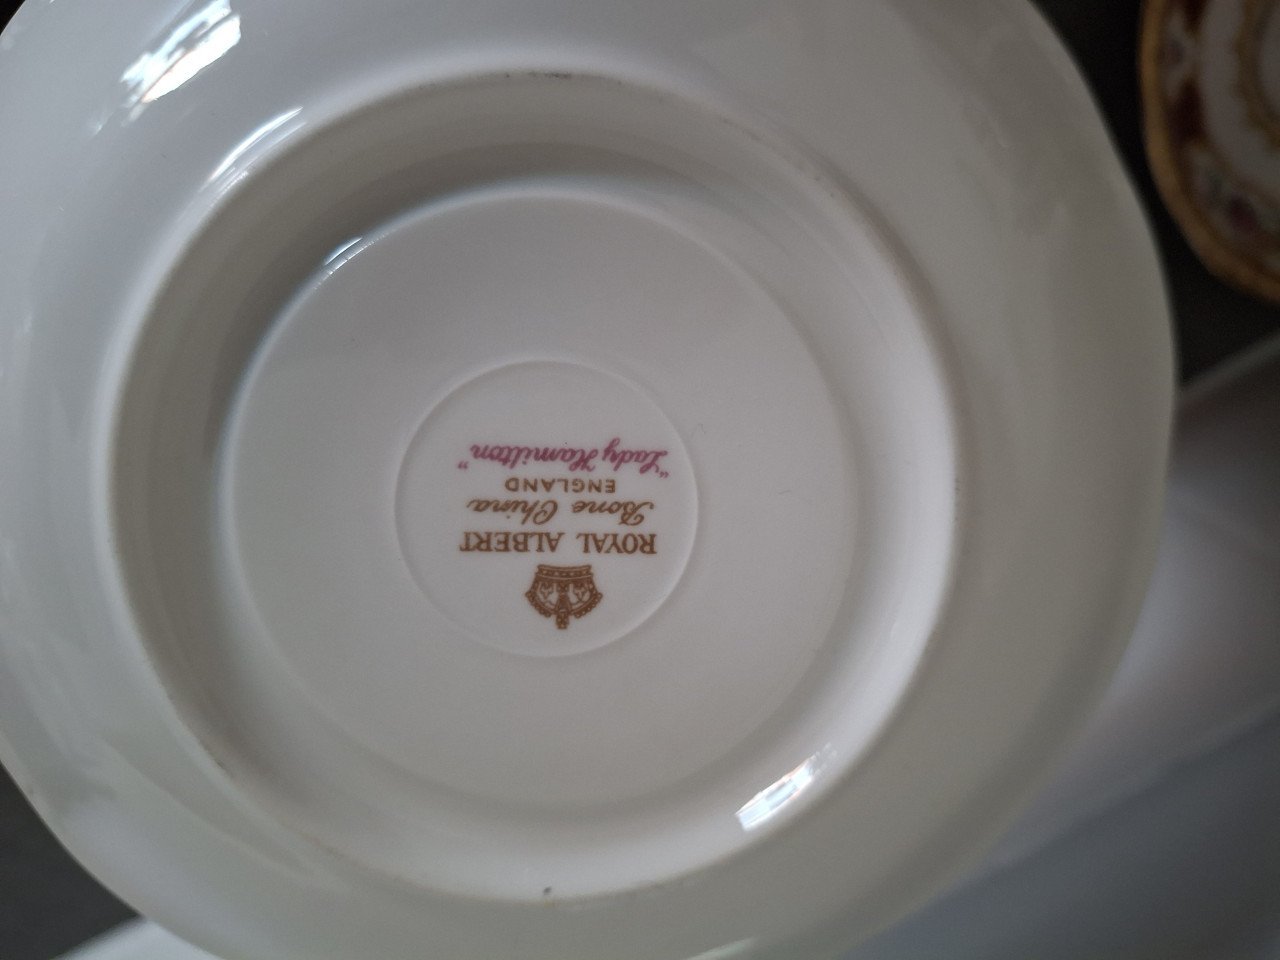 ROYAL ALBERT
Bone China
ENGLAND
"Lady Hamilton"